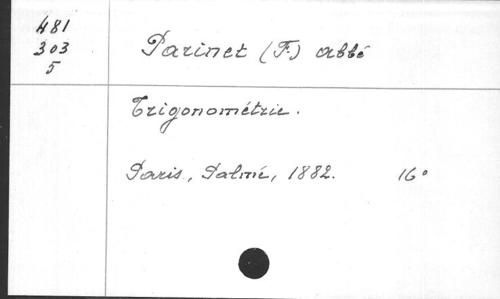 481
303
5
Parinet (F.) abbé
Trigonométrie.
Paris, Palmé, 1882. 16°